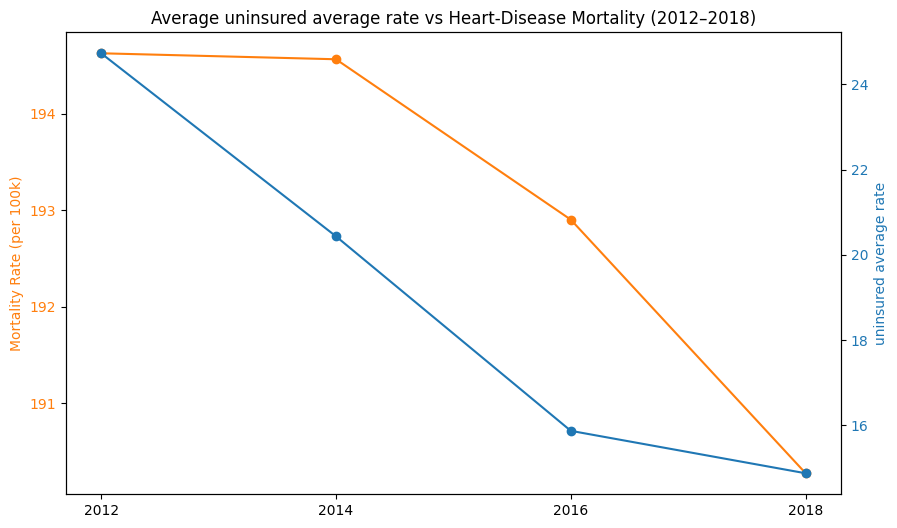 Average uninsured average rate vs Heart-Disease Mortality (2012–2018)
Mortality Rate (per 100k)
194
193
192
191
24
22
20
18
16
uninsured average rate
2012 2014 2016 2018